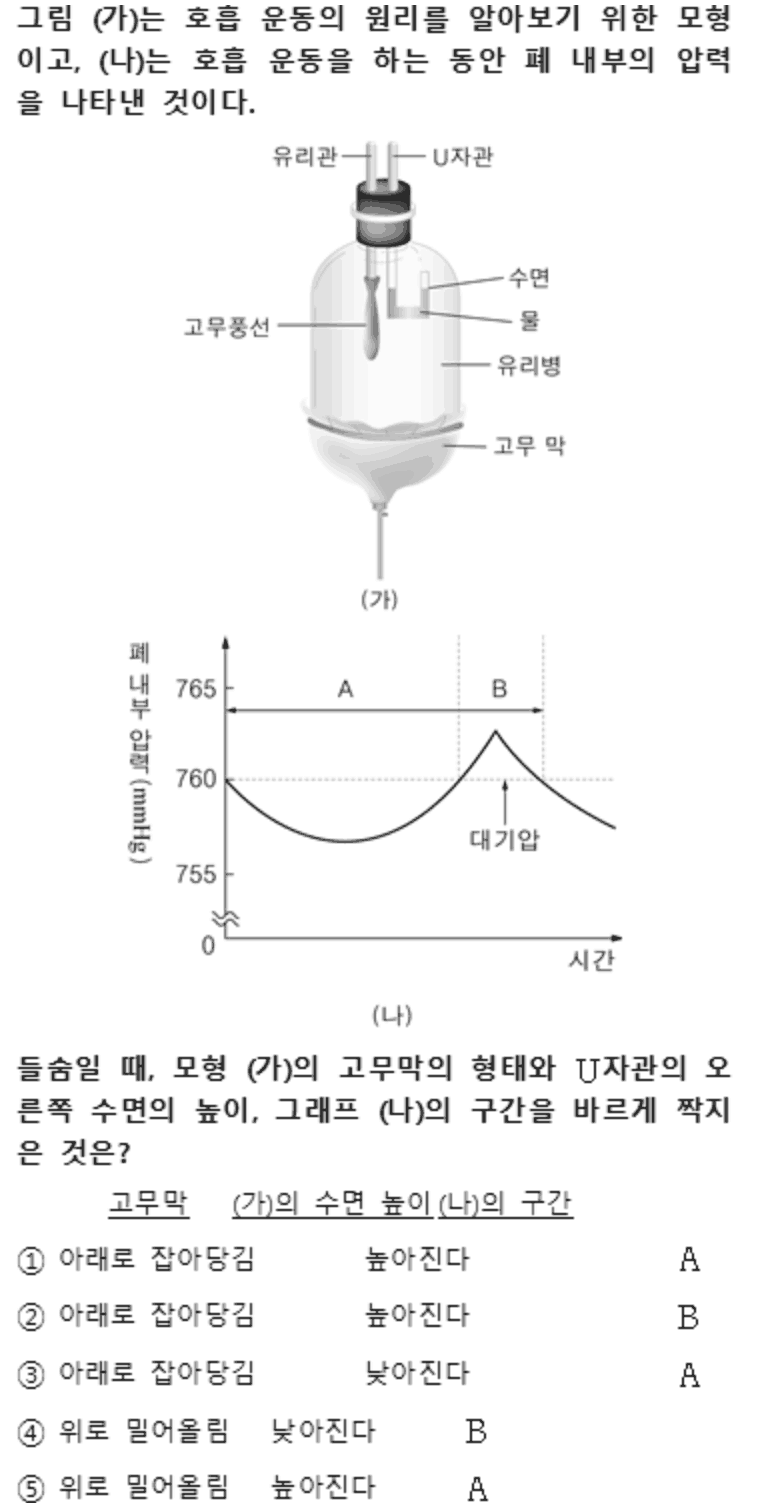 그림 (가)는 호흡 운동의 원리를 알아보기 위한 모형
이고, (나)는 호흡 운동을 하는 동안 폐 내부의 압력
을 나타낸 것이다.
유리관
U자관
수면
물
고무풍선
유리병
고무 막
(가)
폐 내부 압력(mmHg)
765
A
B
760
대기압
755
0
시간
(나)
들숨일 때, 모형 (가)의 고무막의 형태와 U자관의 오
른쪽 수면의 높이, 그래프 (나)의 구간을 바르게 짝지
은 것은?
고무막 (가)의 수면 높이 (나)의 구간
① 아래로 잡아당김 높아진다 A
② 아래로 잡아당김 높아진다 B
③ 아래로 잡아당김 낮아진다 A
④ 위로 밀어올림 낮아진다 B
⑤ 위로 밀어올림 높아진다 A